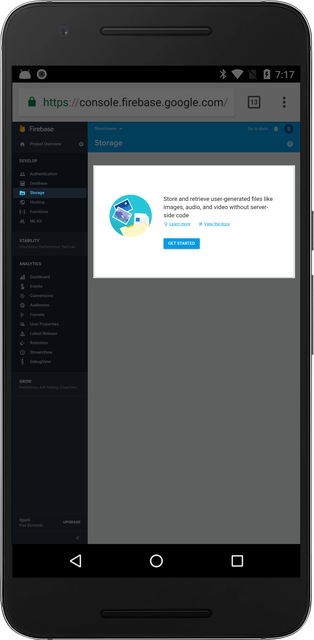 7:17
https://console.firebase.google.com/
13
Firebase
Project Overview
Go to docs
Storage
DEVELOP
Authentication
Database
Storage
Hosting
Functions
ML Kit
Store and retrieve user-generated files like
images, audio, and video without server-
side code
Learn more
View the docs
GET STARTED
STABILITY
ANALYTICS
Dashboard
Events
Conversions
Audiences
Funnels
User Properties
Latest Release
Retention
StreamView
DebugView
GROW
Spark
Free $0/month
UPGRADE